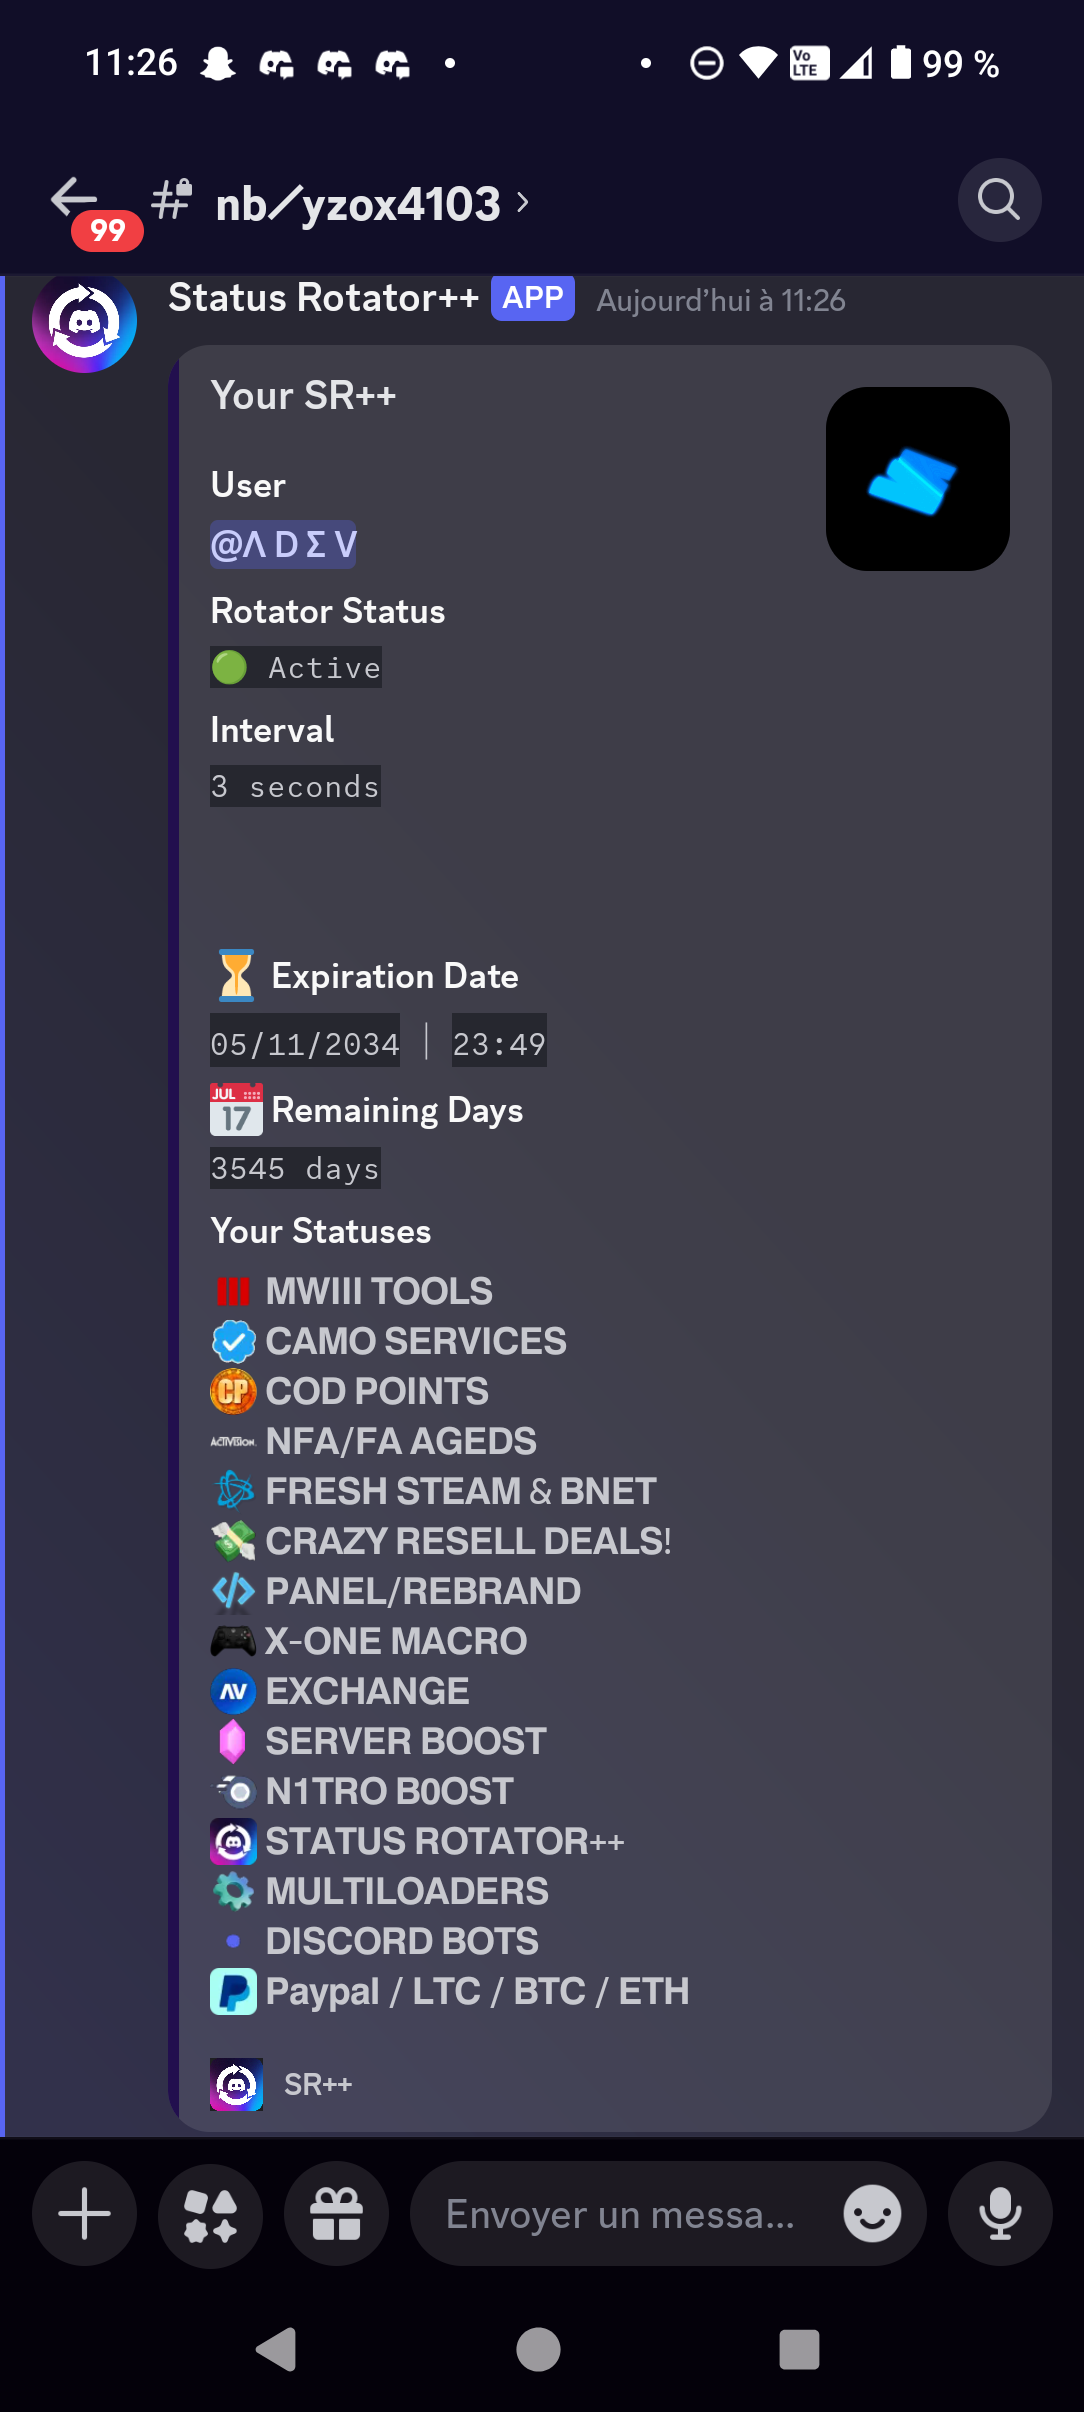 11:26
Vo LTE
99 %
99
nb/yzox4103
Status Rotator++ APP Aujourd’hui à 11:26
Your SR++
User
@Λ D Σ V
Rotator Status
Active
Interval
3 seconds
Expiration Date
05/11/2034 | 23:49
JUL 17 Remaining Days
3545 days
Your Statuses
MWIII TOOLS
CAMO SERVICES
CP COD POINTS
ACTIVISION NFA/FA AGEDS
FRESH STEAM & BNET
CRAZY RESELL DEALS!
PANEL/REBRAND
X-ONE MACRO
AV EXCHANGE
SERVER BOOST
N1TRO B0OST
STATUS ROTATOR++
MULTILOADERS
DISCORD BOTS
Paypal / LTC / BTC / ETH
SR++
Envoyer un messa...